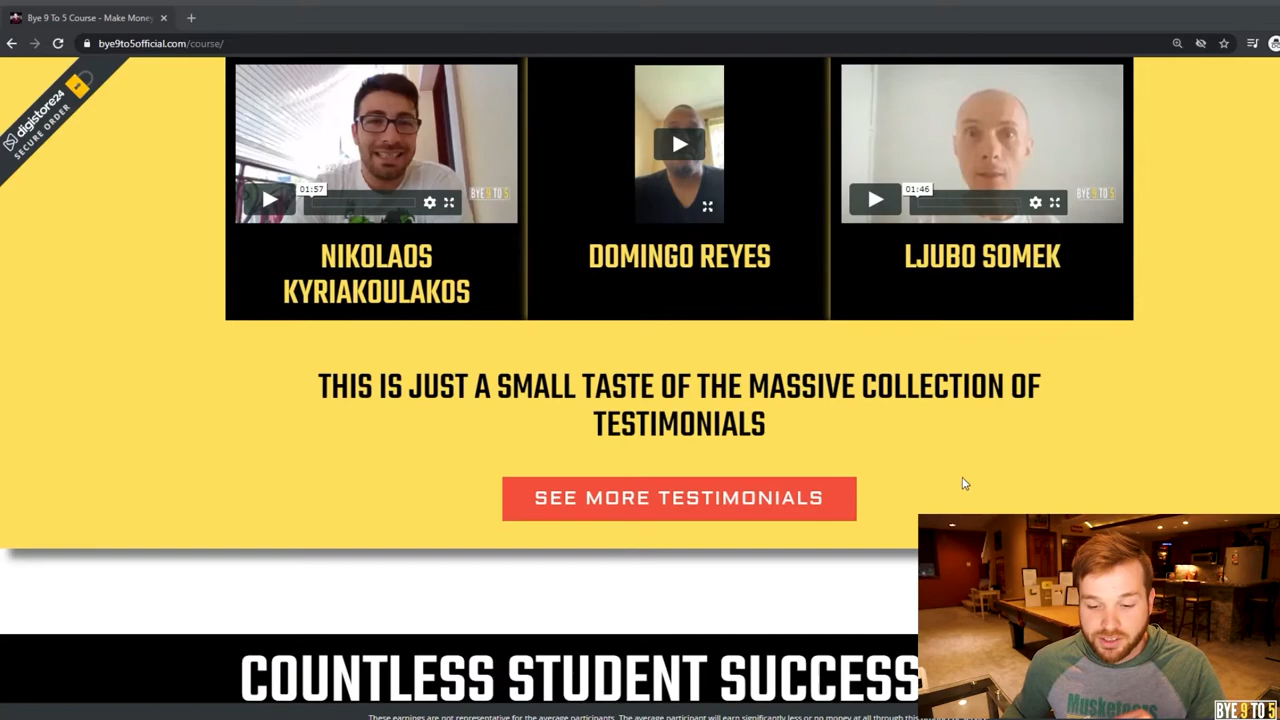 Bye 9 To 5 Course - Make Money
bye9to5official.com/course/
digistore24
SECURE ORDER
01:57
BYE 9 TO 5
01:46
BYE 9 TO 5
NIKOLAOS
KYRIAKOULAKOS
DOMINGO REYES
LJUBO SOMEK
THIS IS JUST A SMALL TASTE OF THE MASSIVE COLLECTION OF
TESTIMONIALS
SEE MORE TESTIMONIALS
COUNTLESS STUDENT SUCCESS
Musketeers
BYE 9 TO 5
These earnings are not representative for the average participants. The average participant will earn significantly less or no money at all through this